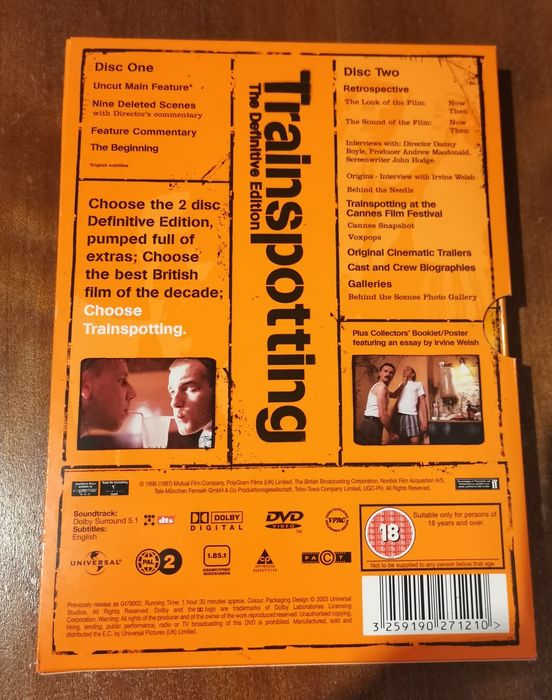 Disc One
Uncut Main Feature*
Nine Deleted Scenes
with Director's commentary
Feature Commentary
The Beginning
*English subtitles
Choose the 2 disc
Definitive Edition,
pumped full of
extras; Choose
the best British
film of the decade;
Choose
Trainspotting.
Trainspotting
The Definitive Edition
Disc Two
Retrospective
The Look of the Film: Now
Then
The Sound of the Film: Now
Then
Interviews with: Director Danny
Boyle, Producer Andrew Macdonald,
Screenwriter John Hodge.
Origins - Interview with Irvine Welsh
Behind the Needle
Trainspotting at the
Cannes Film Festival
Cannes Snapshot
Voxpops
Original Cinematic Trailers
Cast and Crew Biographies
Galleries
Behind the Scenes Photo Gallery
Plus Collectors' Booklet/Poster
featuring an essay by Irvine Welsh
© 1996 (1997) Mutual Film Company, PolyGram Films (UK) Limited, The British Broadcasting Corporation, Nordisk Film Acquisition A/S,
Tele-München Fernseh GmbH & Co Produktionsgesellschaft, Toho-Towa Company Limited, UGC-PH. All Rights Reserved.
Soundtrack:
Dolby Surround 5.1
Subtitles:
English
dts
DOLBY
DIGITAL
DVD
VIDEO
TM
VPRC
18
Suitable only for persons of
18 years and over
Not to be supplied to any person below that age
UNIVERSAL
PAL
2
1.85:1
ANAMORPHIC
WIDESCREEN
COPYRIGHT
PROTECTED
FACT
Previously release as 0478002. Running Time: 1 hour 30 minutes approx. Colour. Packaging Design © 2003 Universal
Studios. All Rights Reserved. Dolby and the logo are trademarks of Dolby Laboratories Licensing
Corporation. Warning: All rights of the producer and of the owner of the work reproduced reserved. Unauthorised copying,
hiring, lending, public performance, radio or TV broadcasting of this DVD is prohibited. Manufactured, sold and
distributed the E.C. by Universal Pictures (UK) Limited.
3 259190 271210 >